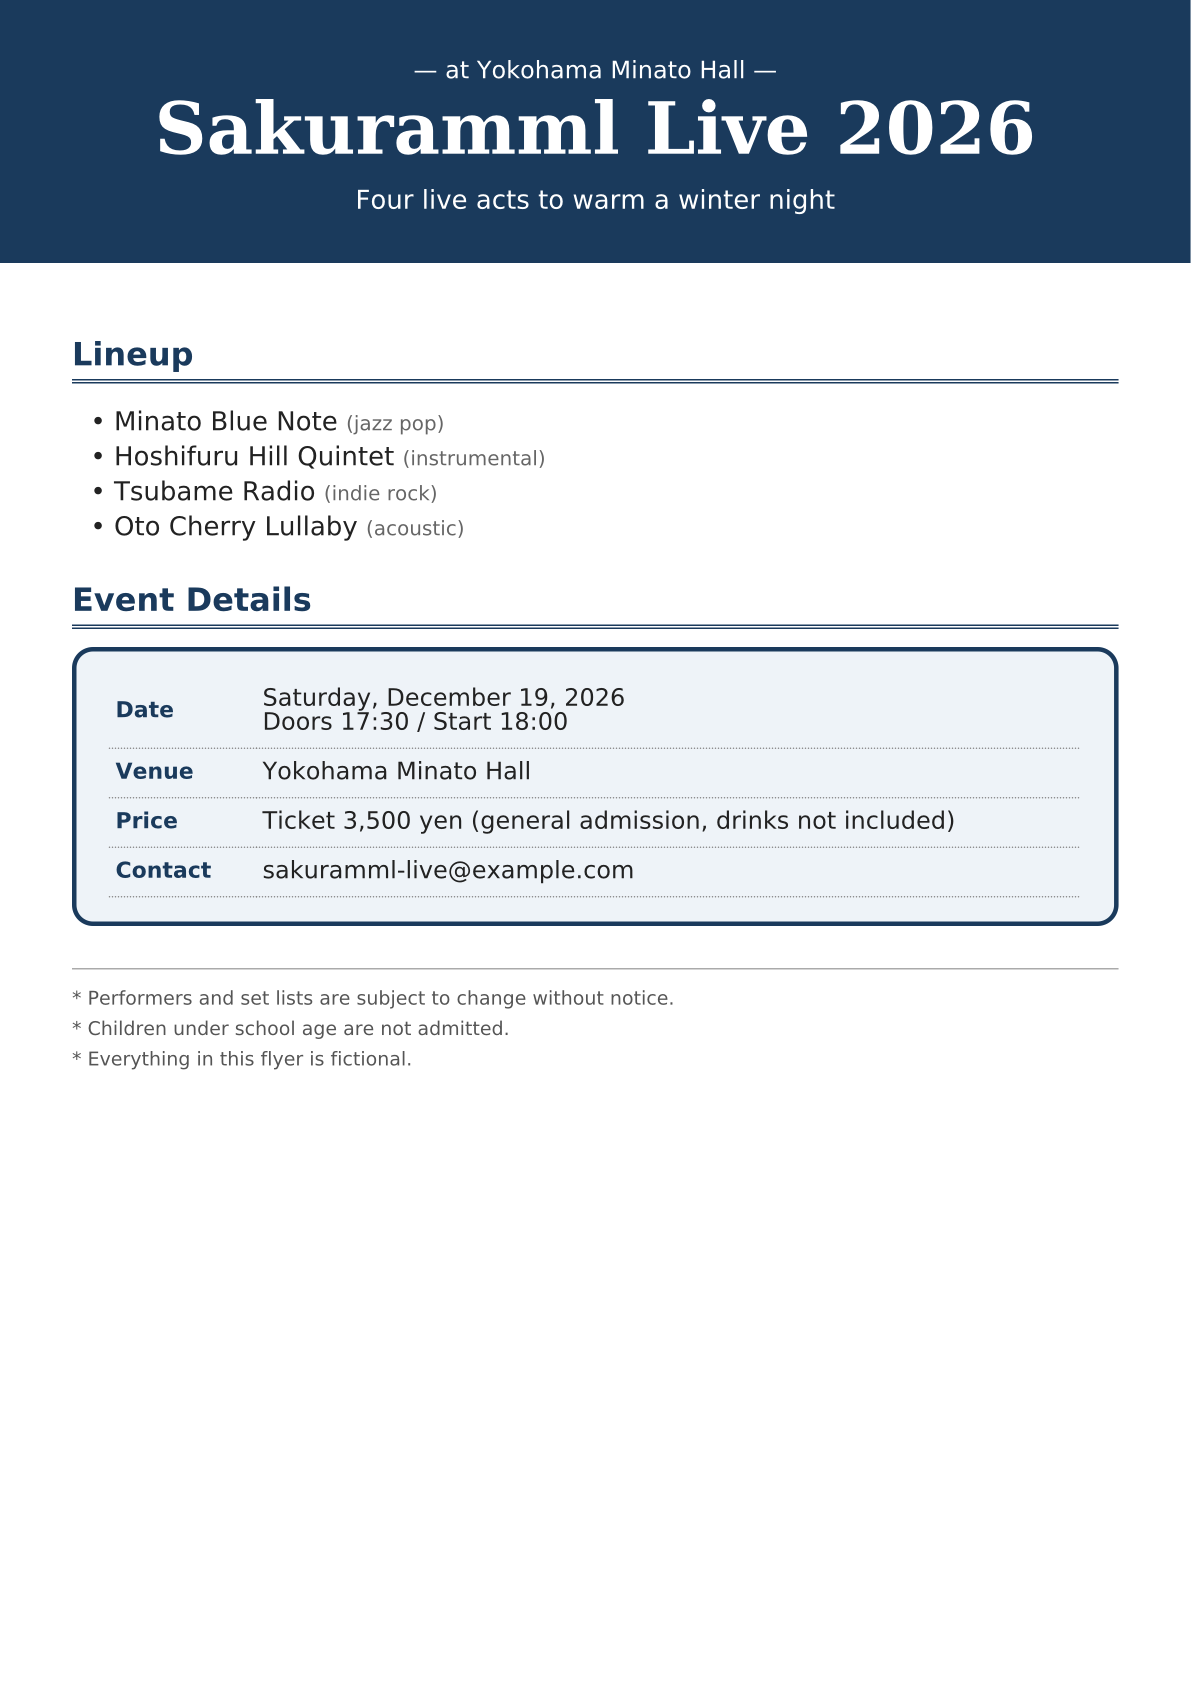 — at Yokohama Minato Hall —
Sakuramml Live 2026
Four live acts to warm a winter night
Lineup
• Minato Blue Note (jazz pop)
• Hoshifuru Hill Quintet (instrumental)
• Tsubame Radio (indie rock)
• Oto Cherry Lullaby (acoustic)
Event Details
Date
Saturday, December 19, 2026
Doors 17:30 / Start 18:00
Venue Yokohama Minato Hall
Price Ticket 3,500 yen (general admission, drinks not included)
Contact sakuramml-live@example.com
* Performers and set lists are subject to change without notice.
* Children under school age are not admitted.
* Everything in this flyer is fictional.